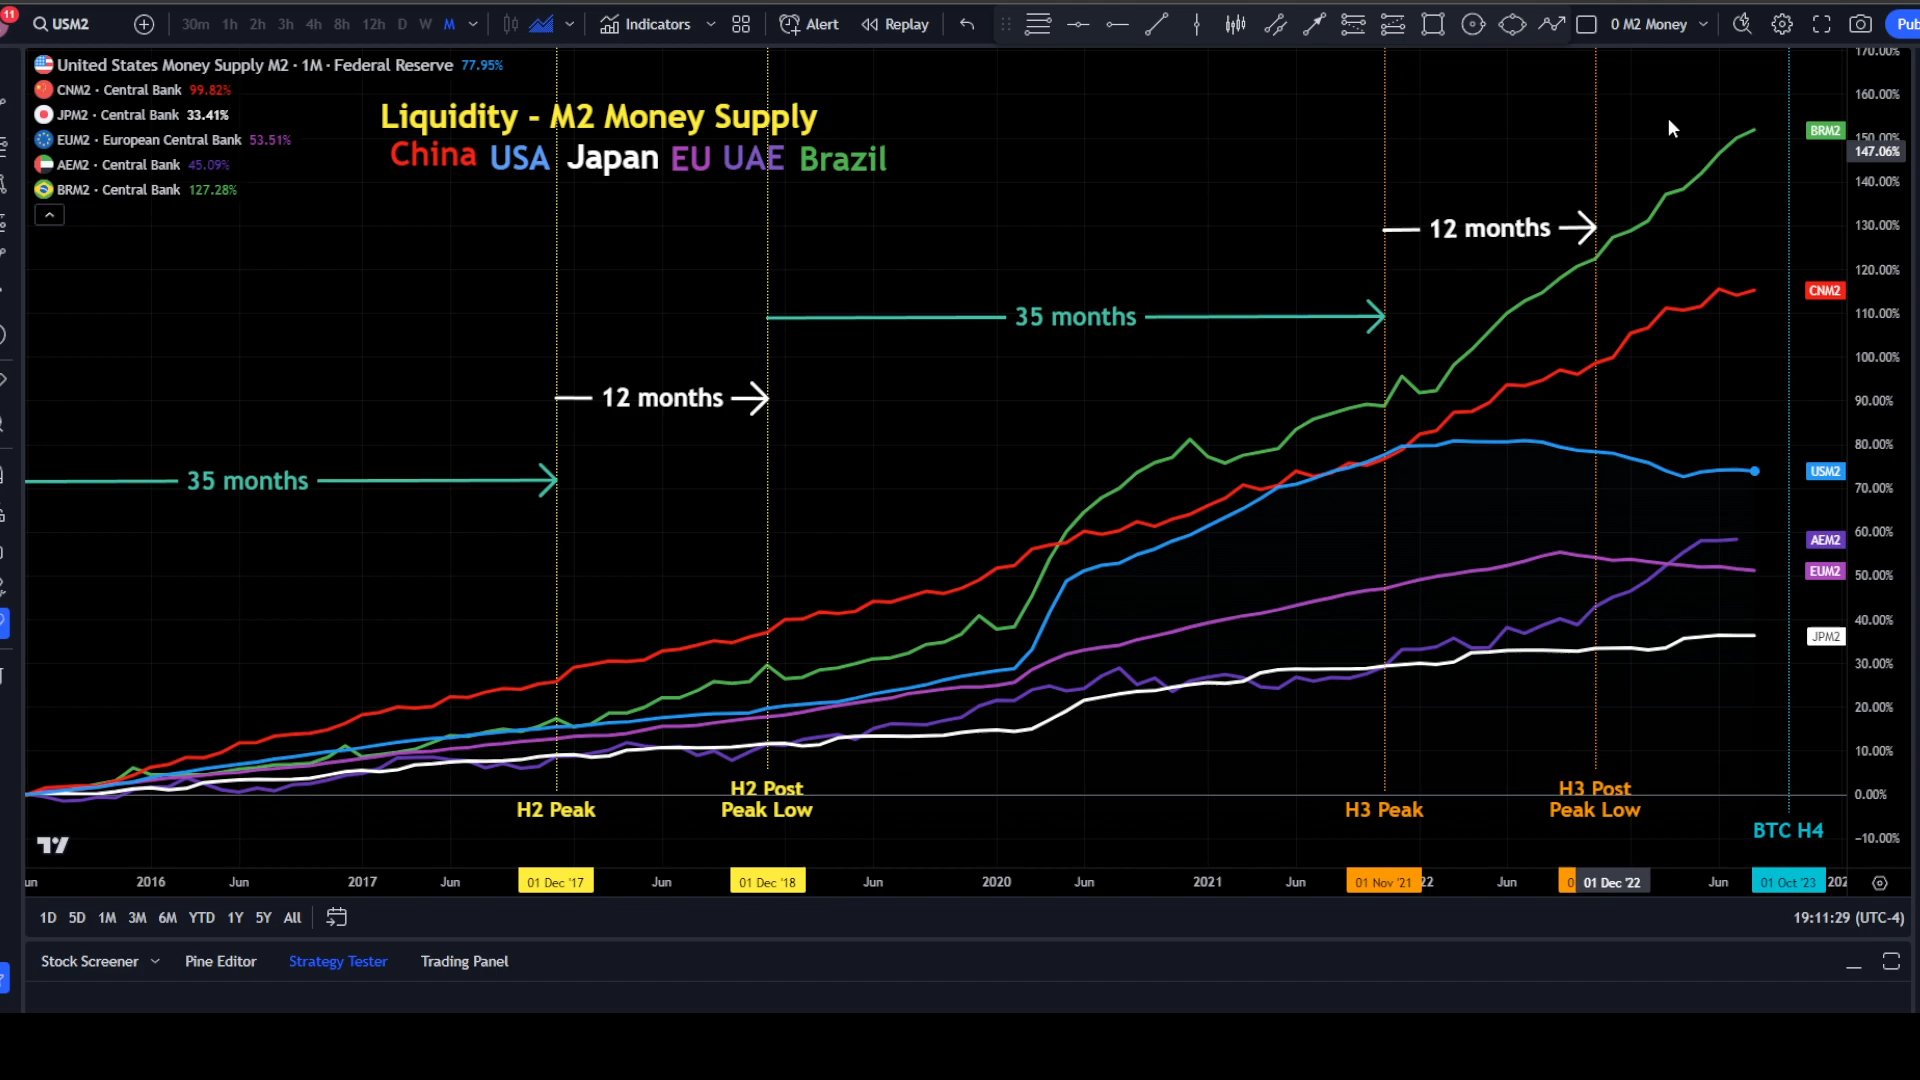 11
USM2
30m 1h 2h 3h 4h 8h 12h D W M
Indicators
Alert
Replay
0 M2 Money
Pub
United States Money Supply M2 · 1M · Federal Reserve 77.95%
CNM2 · Central Bank 99.82%
JPM2 · Central Bank 33.41%
EUM2 · European Central Bank 53.51%
AEM2 · Central Bank 45.09%
BRM2 · Central Bank 127.28%
Liquidity - M2 Money Supply
China USA Japan EU UAE Brazil
170.00%
160.00%
BRM2
150.00%
147.06%
140.00%
12 months
130.00%
120.00%
CNM2
35 months
110.00%
100.00%
12 months
90.00%
80.00%
USM2
35 months
70.00%
60.00%
AEM2
EUM2
50.00%
40.00%
JPM2
30.00%
20.00%
10.00%
0.00%
H2 Peak
H2 Post
Peak Low
H3 Peak
H3 Post
Peak Low
BTC H4
-10.00%
un 2016 Jun 2017 Jun 01 Dec '17 Jun 01 Dec '18 Jun 2020 Jun 2021 Jun 01 Nov '21 22 Jun 0 01 Dec '22 Jun 01 Oct '23 202
1D 5D 1M 3M 6M YTD 1Y 5Y All
19:11:29 (UTC-4)
Stock Screener Pine Editor Strategy Tester Trading Panel